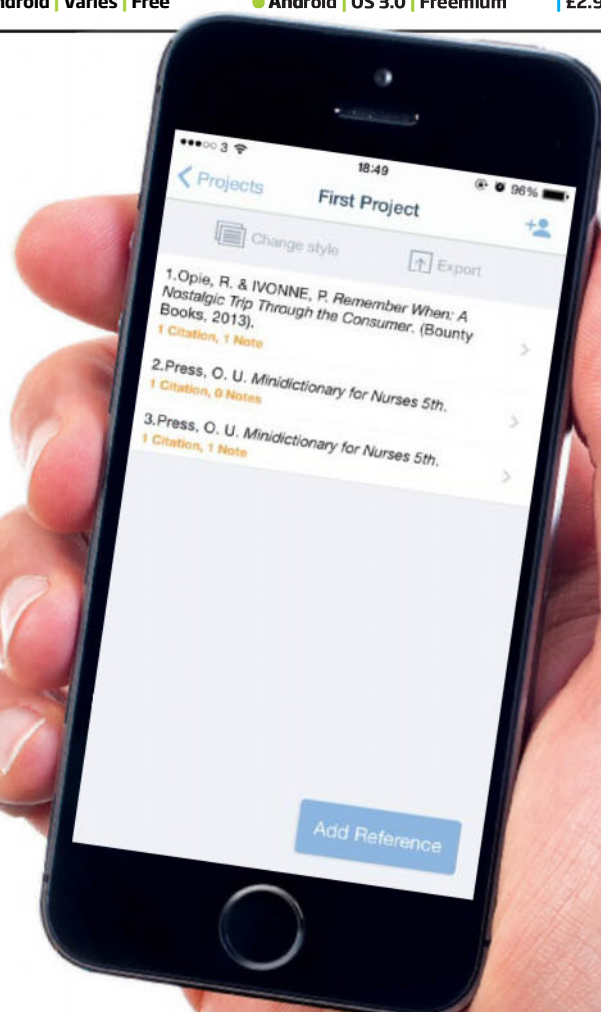 Android | Varies | Free
Android | OS 3.0 | Freemium
£2.9
3
18:49
96%
Projects
First Project
Change style
Export
1.Opie, R. & IVONNE, P. Remember When: A
Nostalgic Trip Through the Consumer. (Bounty
Books, 2013).
1 Citation, 1 Note
2.Press, O. U. Minidictionary for Nurses 5th.
1 Citation, 0 Notes
3.Press, O. U. Minidictionary for Nurses 5th.
1 Citation, 1 Note
Add Reference